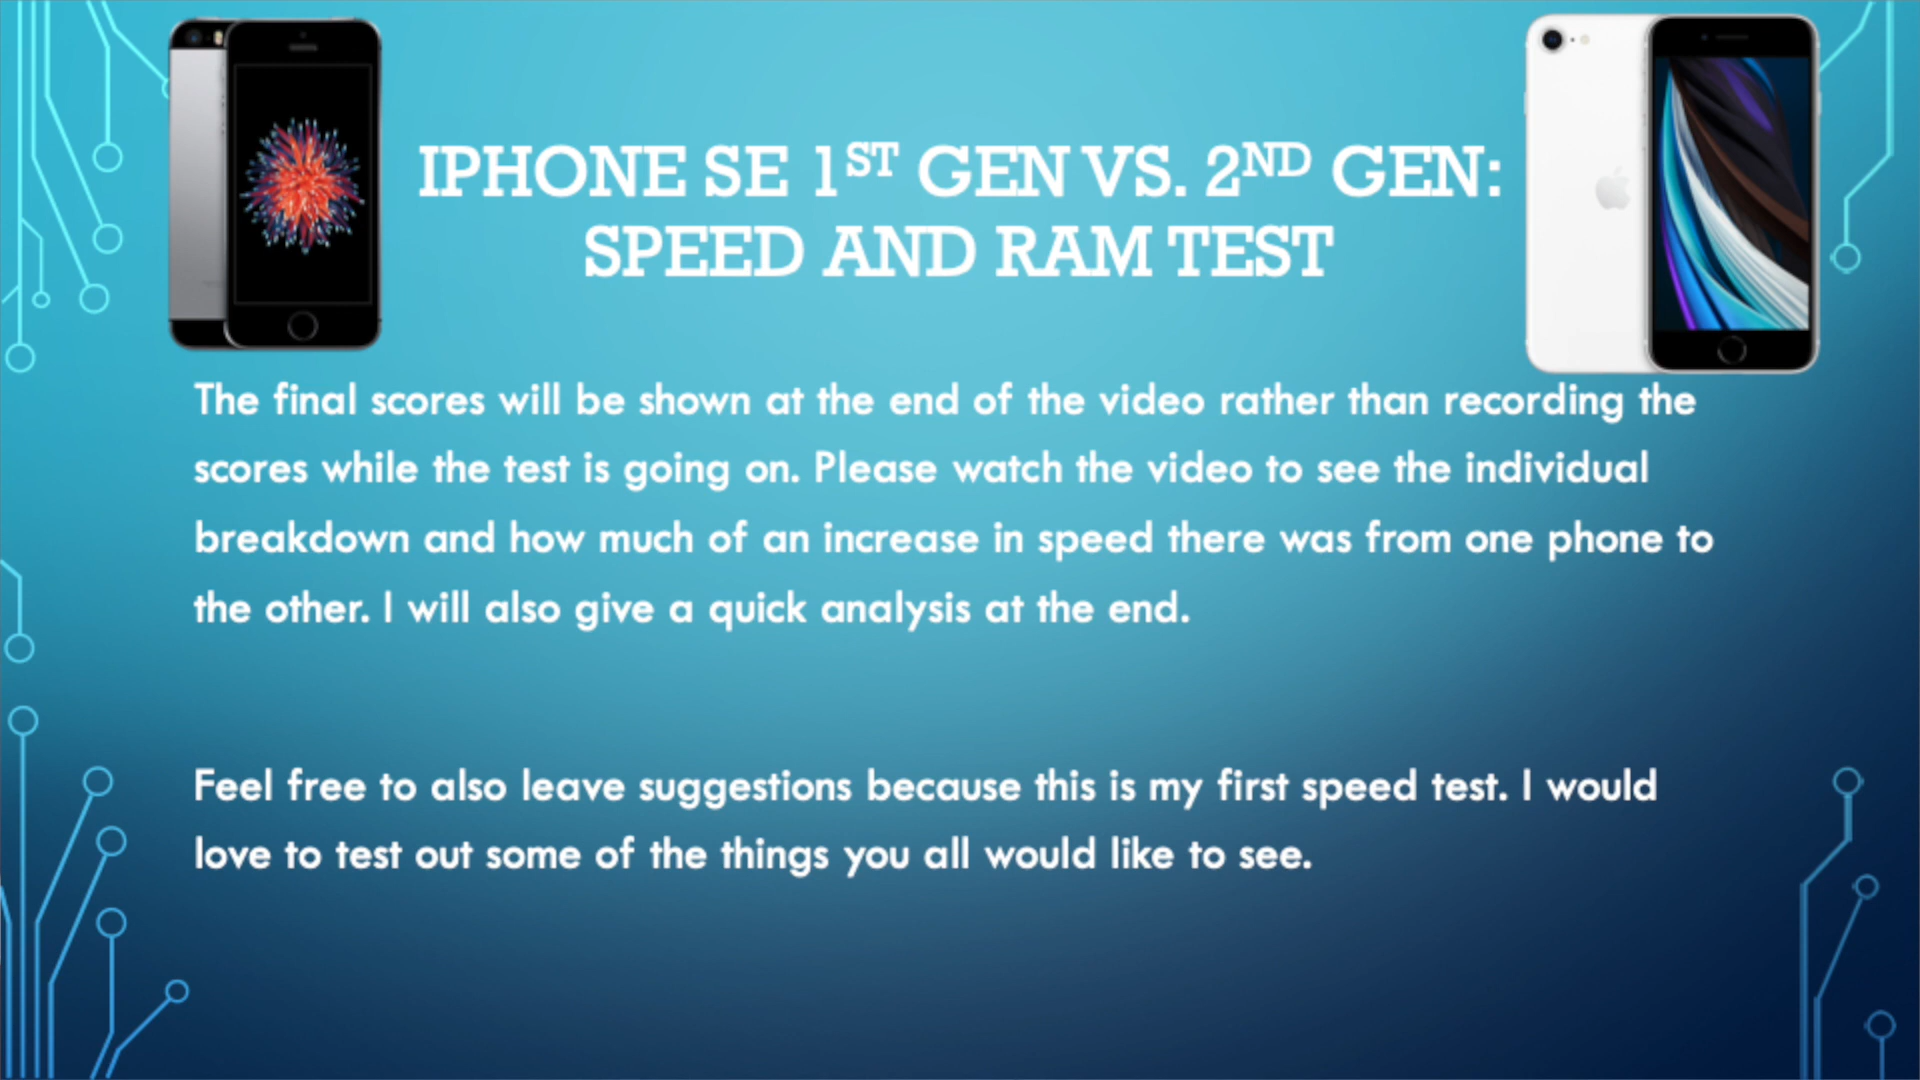 IPHONE SE 1ST GEN VS. 2ND GEN:
SPEED AND RAM TEST
The final scores will be shown at the end of the video rather than recording the
scores while the test is going on. Please watch the video to see the individual
breakdown and how much of an increase in speed there was from one phone to
the other. I will also give a quick analysis at the end.
Feel free to also leave suggestions because this is my first speed test. I would
love to test out some of the things you all would like to see.